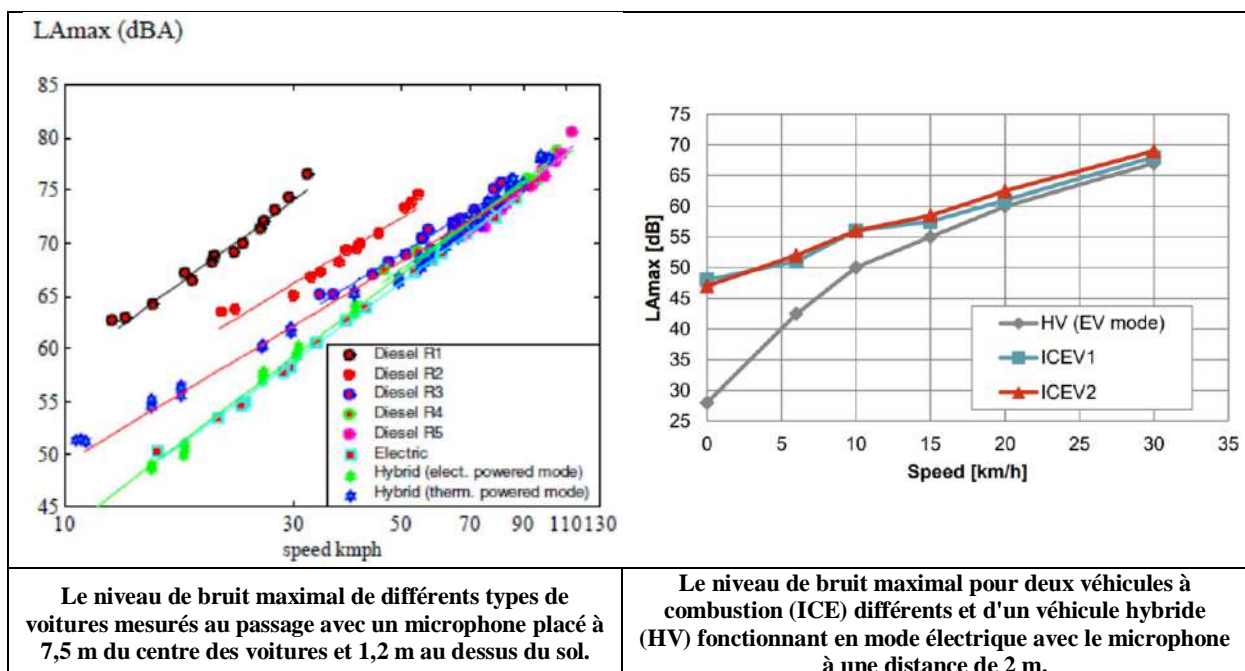 LAmax (dBA)
85
80
75
70
65
60
55
50
45
10 30 50 70 90 110 130
speed kmph
Diesel R1
Diesel R2
Diesel R3
Diesel R4
Diesel R5
Electric
Hybrid (elect. powered mode)
Hybrid (therm. powered mode)
LAmax [dB]
75
70
65
60
55
50
45
40
35
30
25
0 5 10 15 20 25 30 35
Speed [km/h]
HV (EV mode)
ICEV1
ICEV2
Le niveau de bruit maximal de différents types de
voitures mesurés au passage avec un microphone placé à
7,5 m du centre des voitures et 1,2 m au dessus du sol.
Le niveau de bruit maximal pour deux véhicules à
combustion (ICE) différents et d'un véhicule hybride
(HV) fonctionnant en mode électrique avec le microphone
à une distance de 2 m.